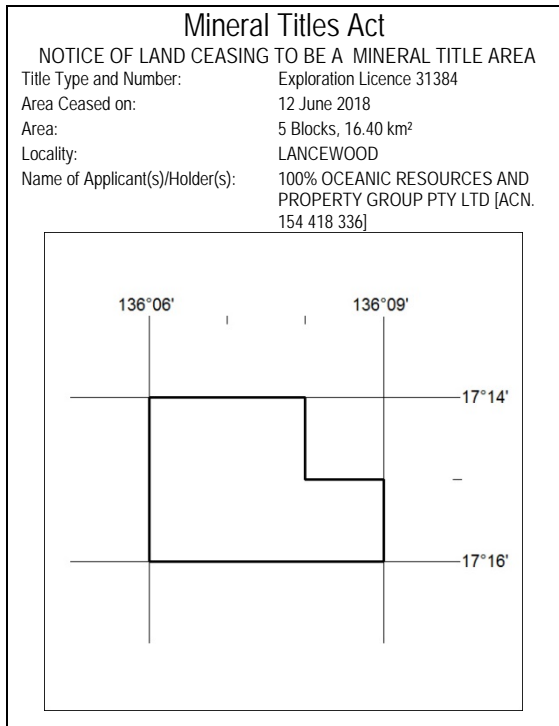 Mineral Titles Act
NOTICE OF LAND CEASING TO BE A MINERAL TITLE AREA
Title Type and Number: Exploration Licence 31384
Area Ceased on: 12 June 2018
Area: 5 Blocks, 16.40 km²
Locality: LANCEWOOD
Name of Applicant(s)/Holder(s): 100% OCEANIC RESOURCES AND
PROPERTY GROUP PTY LTD [ACN.
154 418 336]
136°06' 136°09'
17°14'
17°16'